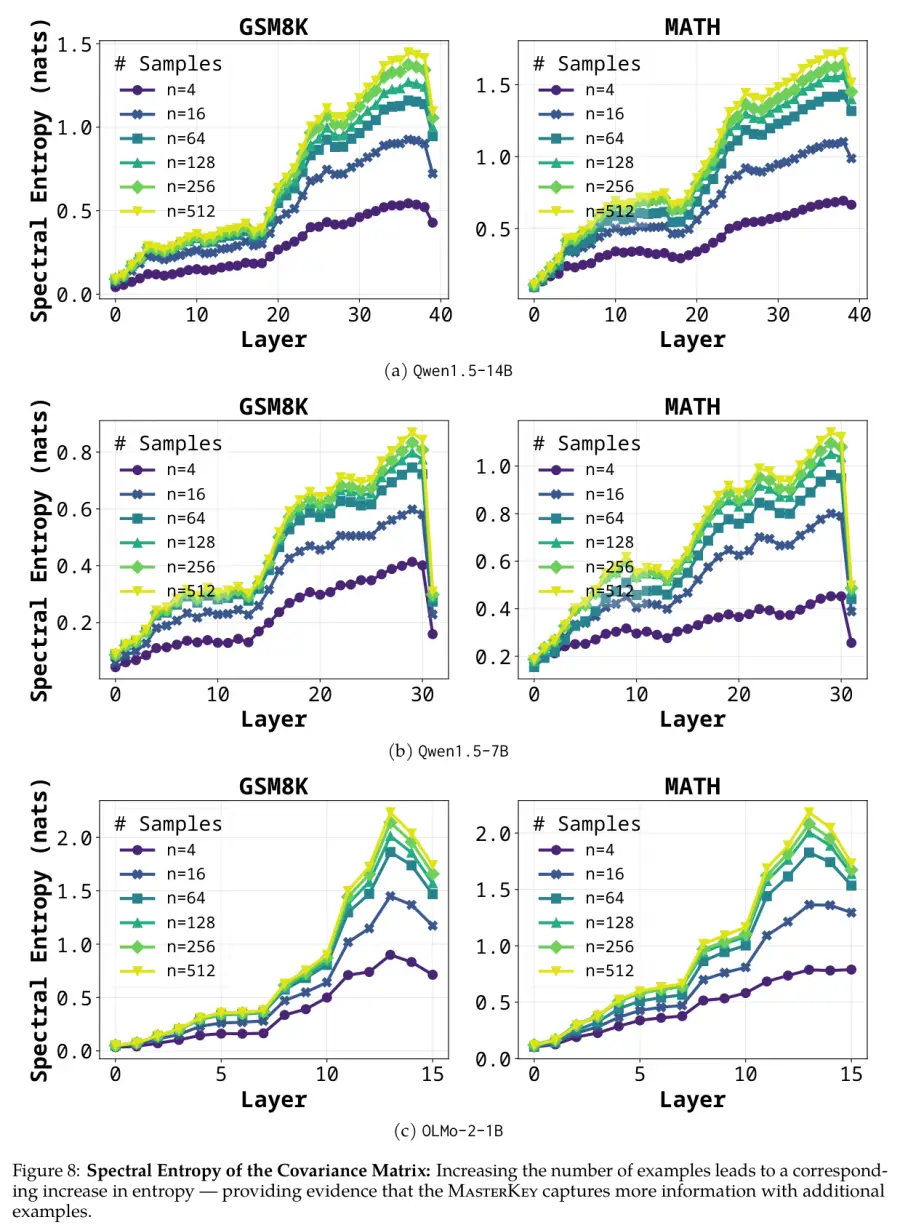 GSM8K MATH
Spectral Entropy (nats)
# Samples
n=4
n=16
n=64
n=128
n=256
n=512
1.5
1.0
0.5
0.0
0 10 20 30 40
Layer
# Samples
n=4
n=16
n=64
n=128
n=256
n=512
1.5
1.0
0.5
0 10 20 30 40
Layer
(a) Qwen1.5-14B
GSM8K MATH
Spectral Entropy (nats)
# Samples
n=4
n=16
n=64
n=128
n=256
n=512
0.8
0.6
0.4
0.2
0 10 20 30
Layer
# Samples
n=4
n=16
n=64
n=128
n=256
n=512
1.0
0.8
0.6
0.4
0.2
0 10 20 30
Layer
(b) Qwen1.5-7B
GSM8K MATH
Spectral Entropy (nats)
# Samples
n=4
n=16
n=64
n=128
n=256
n=512
2.0
1.5
1.0
0.5
0.0
0 5 10 15
Layer
# Samples
n=4
n=16
n=64
n=128
n=256
n=512
2.0
1.5
1.0
0.5
0.0
0 5 10 15
Layer
(c) OLMo-2-1B
Figure 8: Spectral Entropy of the Covariance Matrix: Increasing the number of examples leads to a correspond-
ing increase in entropy — providing evidence that the MASTERKEY captures more information with additional
examples.